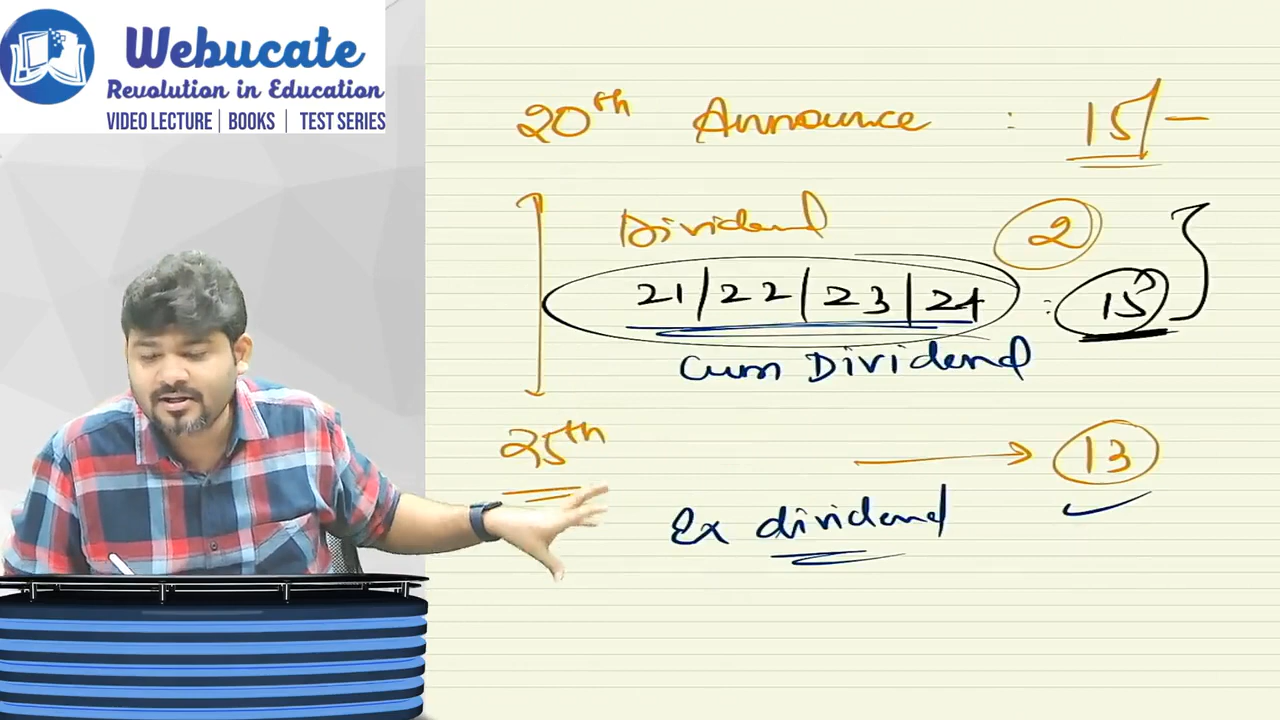 Webucate
Revolution in Education
VIDEO LECTURE | BOOKS | TEST SERIES
20th Announce : 15/-
Dividend 2
21 | 22 | 23 | 24 : 15
Cum Dividend
25th → 13
Ex dividend